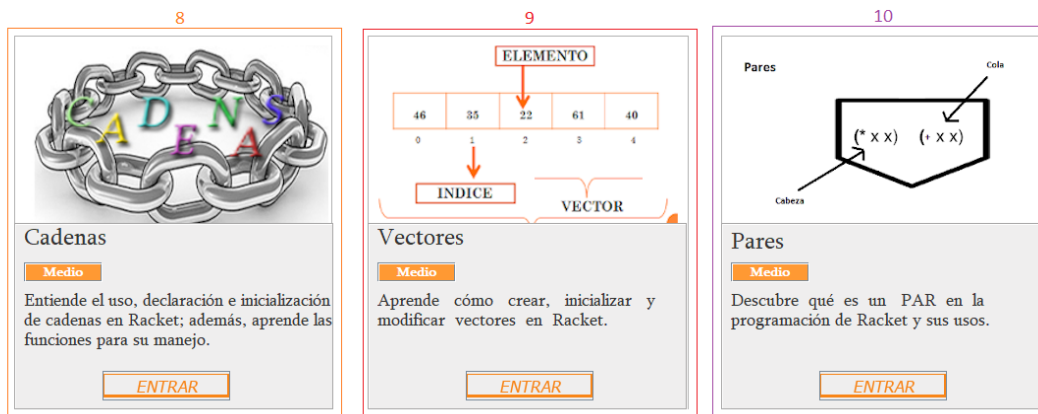 8
CADENAS
Cadenas
Medio
Entiende el uso, declaración e inicialización
de cadenas en Racket; además, aprende las
funciones para su manejo.
ENTRAR
9
ELEMENTO
46 35 22 61 40
0 1 2 3 4
INDICE
VECTOR
Vectores
Medio
Aprende cómo crear, inicializar y
modificar vectores en Racket.
ENTRAR
10
Pares
Cola
(* x x) (+ x x)
Cabeza
Pares
Medio
Descubre qué es un PAR en la
programación de Racket y sus usos.
ENTRAR